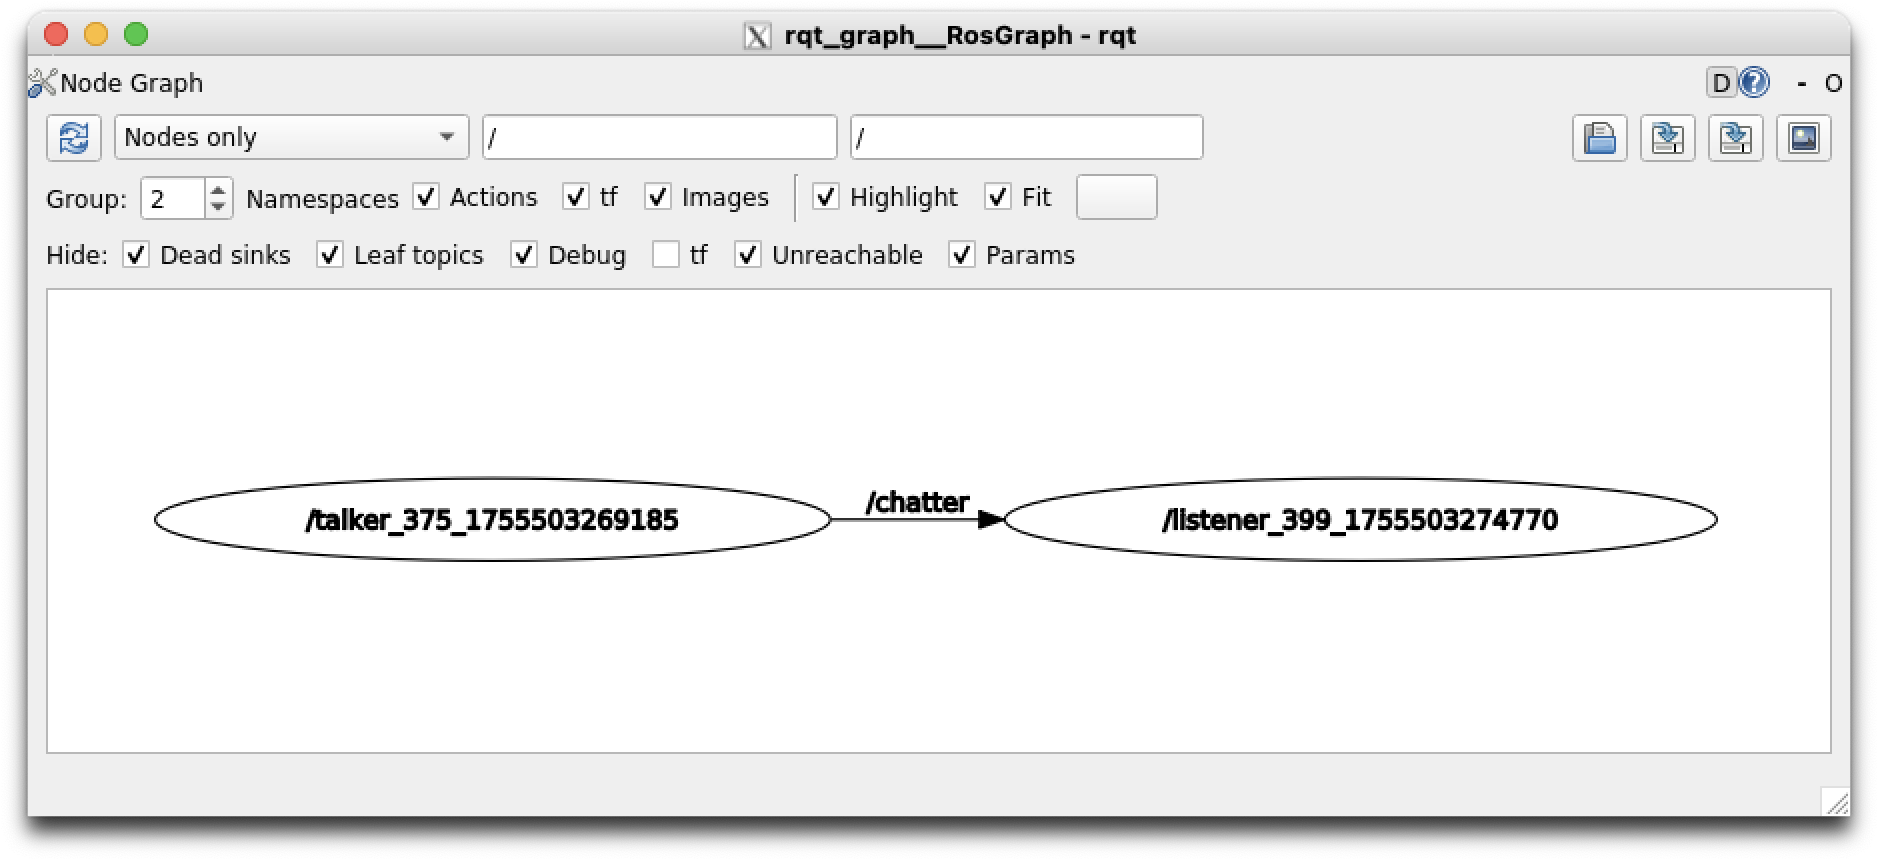 rqt_graph__RosGraph - rqt
Node Graph D ? - O
Nodes only / /
Group: 2 Namespaces Actions tf Images Highlight Fit
Hide: Dead sinks Leaf topics Debug tf Unreachable Params
/chatter
/talker_375_1755503269185 /listener_399_1755503274770